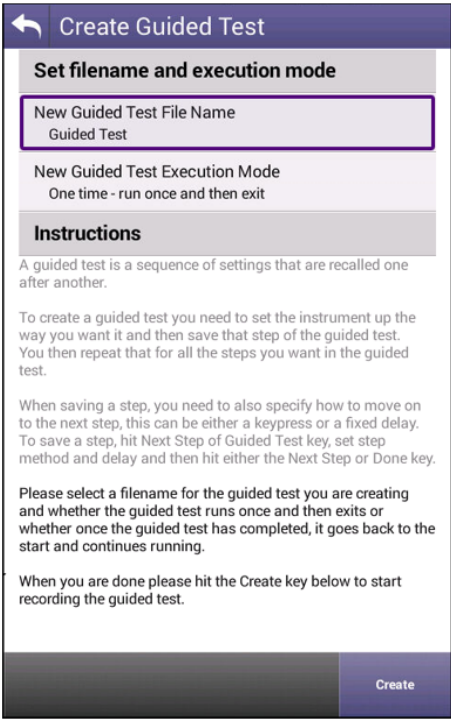 Create Guided Test
Set filename and execution mode
New Guided Test File Name
Guided Test
New Guided Test Execution Mode
One time - run once and then exit
Instructions
A guided test is a sequence of settings that are recalled one
after another.
To create a guided test you need to set the instrument up the
way you want it and then save that step of the guided test.
You then repeat that for all the steps you want in the guided
test.
When saving a step, you need to also specify how to move on
to the next step, this can be either a keypress or a fixed delay.
To save a step, hit Next Step of Guided Test key, set step
method and delay and then hit either the Next Step or Done key.
Please select a filename for the guided test you are creating
and whether the guided test runs once and then exits or
whether once the guided test has completed, it goes back to the
start and continues running.
When you are done please hit the Create key below to start
recording the guided test.
Create